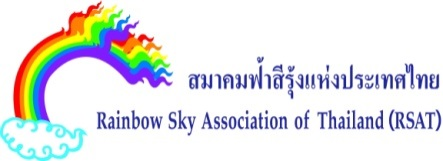 สมาคมฟ้าสีรุ้งแห่งประเทศไทย
Rainbow Sky Association of Thailand (RSAT)